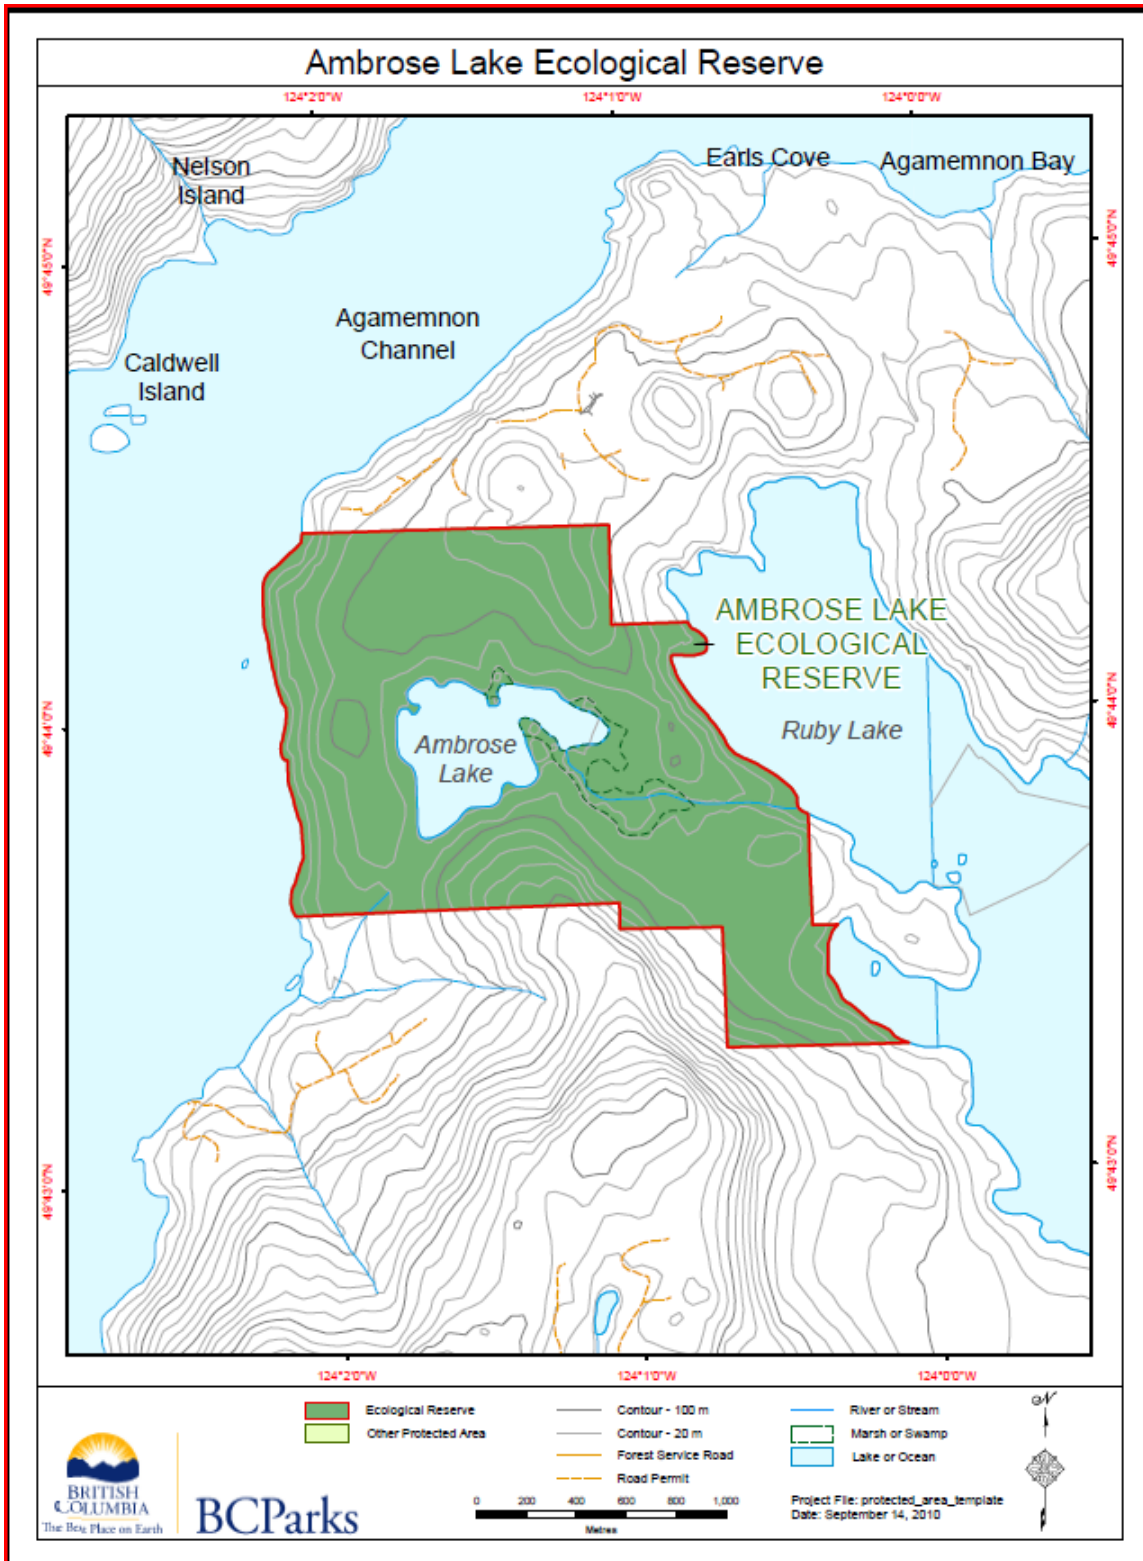 Ambrose Lake Ecological Reserve
124°2'0"W
124°1'0"W
124°0'0"W
Nelson
Island
Earls Cove
Agamemnon Bay
49°45'0"N
49°45'0"N
Agamemnon
Channel
Caldwell
Island
AMBROSE LAKE
ECOLOGICAL
RESERVE
Ruby Lake
Ambrose
Lake
49°44'0"N
49°44'0"N
49°43'0"N
49°43'0"N
124°2'0"W
124°1'0"W
124°0'0"W
Ecological Reserve
Other Protected Area
Contour - 100 m
Contour - 20 m
Forest Service Road
Road Permit
River or Stream
Marsh or Swamp
Lake or Ocean
N
0 200 400 600 800 1,000
Metres
Project File: protected_area_template
Date: September 14, 2010
BRITISH
COLUMBIA
The Best Place on Earth
BCParks